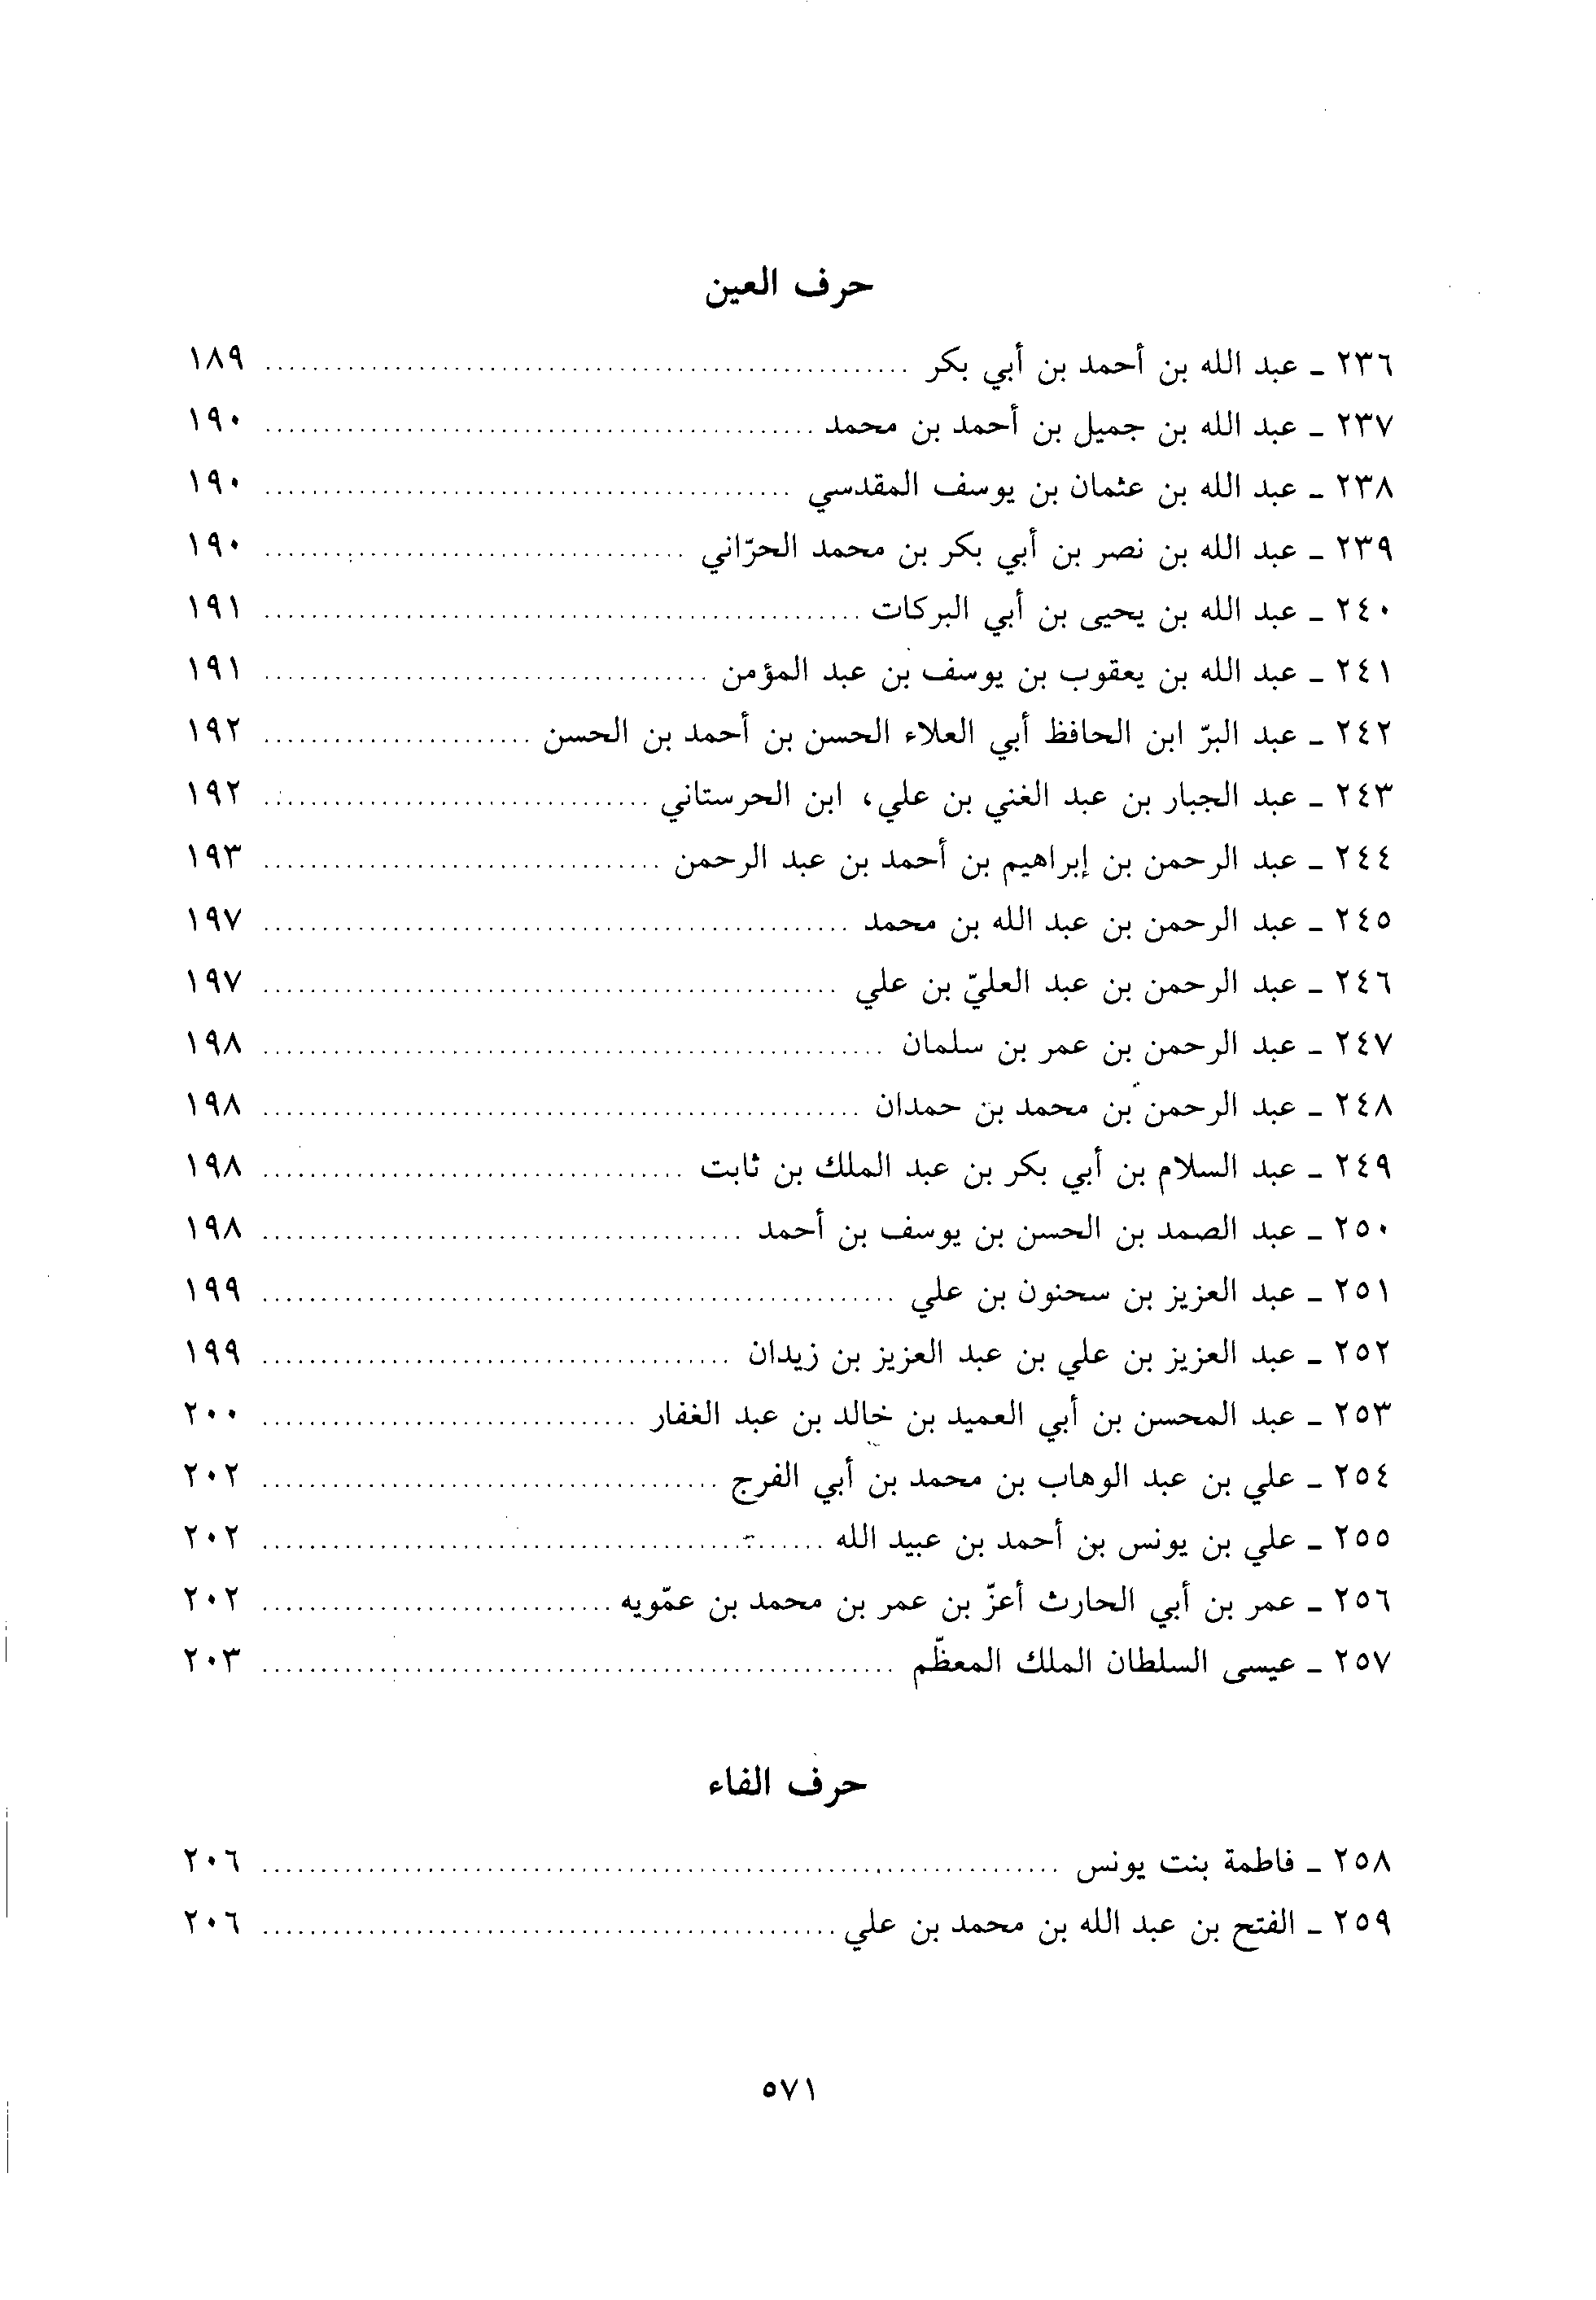 حرف العين
٢٣٦ ـ عبد الله بن أحمد بن أبي بكر ................ ١٨٩
٢٣٧ ـ عبد الله بن جميل بن أحمد بن محمد ................ ١٩٠
٢٣٨ ـ عبد الله بن عثمان بن يوسف المقدسي ................ ١٩٠
٢٣٩ ـ عبد الله بن نصر بن أبي بكر بن محمد الحرّاني ................ ١٩٠
٢٤٠ ـ عبد الله بن يحيى بن أبي البركات ................ ١٩١
٢٤١ ـ عبد الله بن يعقوب بن يوسف بن عبد المؤمن ................ ١٩١
٢٤٢ ـ عبد البرّ ابن الحافظ أبي العلاء الحسن بن أحمد بن الحسن ................ ١٩٢
٢٤٣ ـ عبد الجبار بن عبد الغني بن علي، ابن الحرستاني ................ ١٩٢
٢٤٤ ـ عبد الرحمن بن إبراهيم بن أحمد بن عبد الرحمن ................ ١٩٣
٢٤٥ ـ عبد الرحمن بن عبد الله بن محمد ................ ١٩٧
٢٤٦ ـ عبد الرحمن بن عبد العليّ بن علي ................ ١٩٧
٢٤٧ ـ عبد الرحمن بن عمر بن سلمان ................ ١٩٨
٢٤٨ ـ عبد الرحمن بن محمد بن حمدان ................ ١٩٨
٢٤٩ ـ عبد السلام بن أبي بكر بن عبد الملك بن ثابت ................ ١٩٨
٢٥٠ ـ عبد الصمد بن الحسن بن يوسف بن أحمد ................ ١٩٨
٢٥١ ـ عبد العزيز بن سحنون بن علي ................ ١٩٩
٢٥٢ ـ عبد العزيز بن علي بن عبد العزيز بن زيدان ................ ١٩٩
٢٥٣ ـ عبد المحسن بن أبي العميد بن خالد بن عبد الغفار ................ ٢٠٠
٢٥٤ ـ علي بن عبد الوهاب بن محمد بن أبي الفرج ................ ٢٠٢
٢٥٥ ـ علي بن يونس بن أحمد بن عبيد الله ................ ٢٠٢
٢٥٦ ـ عمر بن أبي الحارث أعزّ بن عمر بن محمد بن عمّويه ................ ٢٠٢
٢٥٧ ـ عيسى السلطان الملك المعظّم ................ ٢٠٣
حرف الفاء
٢٥٨ ـ فاطمة بنت يونس ................ ٢٠٦
٢٥٩ ـ الفتح بن عبد الله بن محمد بن علي ................ ٢٠٦
٥٧١